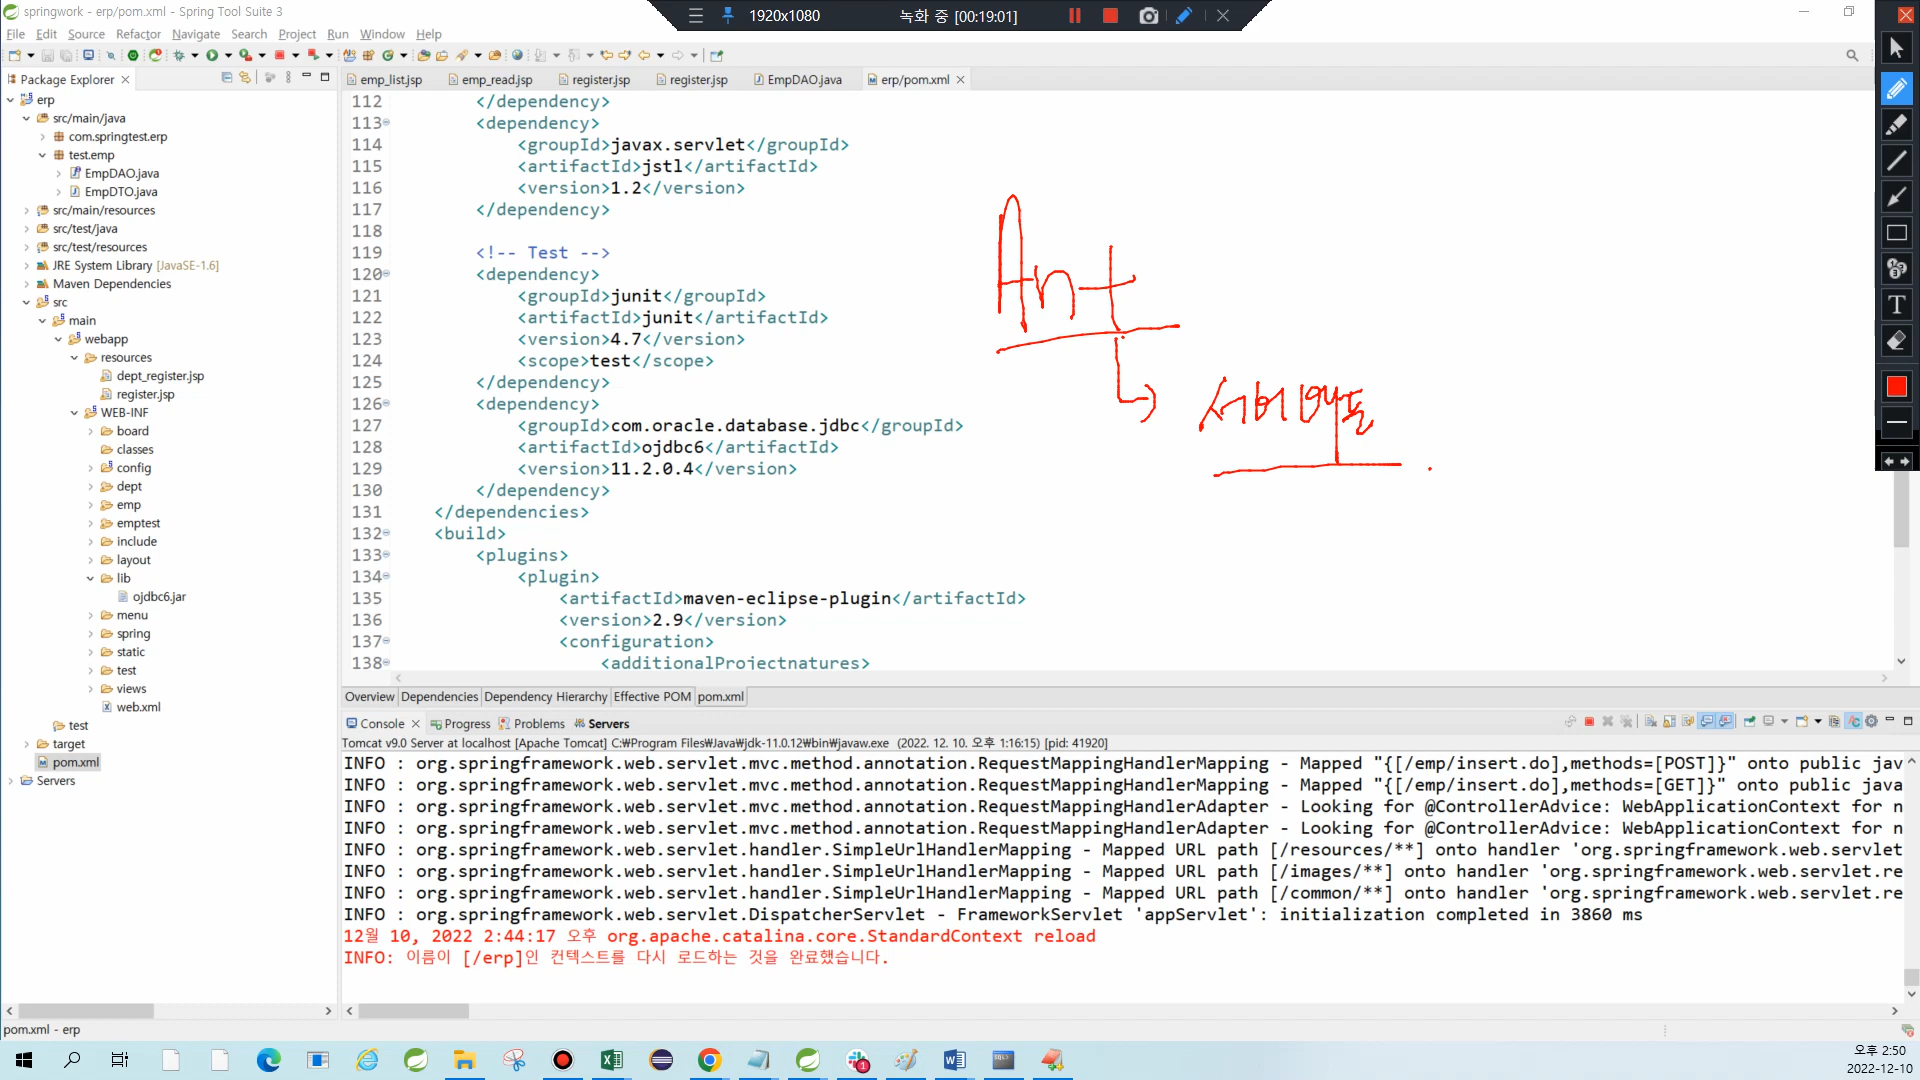 springwork - erp/pom.xml - Spring Tool Suite 3
1920x1080
녹화 중 [00:19:01]
File Edit Source Refactor Navigate Search Project Run Window Help
Package Explorer
emp_list.jsp emp_read.jsp register.jsp register.jsp EmpDAO.java erp/pom.xml
erp
src/main/java
com.springtest.erp
test.emp
EmpDAO.java
EmpDTO.java
src/main/resources
src/test/java
src/test/resources
JRE System Library [JavaSE-1.6]
Maven Dependencies
src
main
webapp
resources
dept_register.jsp
register.jsp
WEB-INF
board
classes
config
dept
emp
emptest
include
layout
lib
ojdbc6.jar
menu
spring
static
test
views
web.xml
test
target
pom.xml
Servers
112 </dependency>
113 <dependency>
114 <groupId>javax.servlet</groupId>
115 <artifactId>jstl</artifactId>
116 <version>1.2</version>
117 </dependency>
118
119 <!-- Test -->
120 <dependency>
121 <groupId>junit</groupId>
122 <artifactId>junit</artifactId>
123 <version>4.7</version>
124 <scope>test</scope>
125 </dependency>
126 <dependency>
127 <groupId>com.oracle.database.jdbc</groupId>
128 <artifactId>ojdbc6</artifactId>
129 <version>11.2.0.4</version>
130 </dependency>
131 </dependencies>
132 <build>
133 <plugins>
134 <plugin>
135 <artifactId>maven-eclipse-plugin</artifactId>
136 <version>2.9</version>
137 <configuration>
138 <additionalProjectnatures>
Ant
Overview Dependencies Dependency Hierarchy Effective POM pom.xml
Console Progress Problems Servers
Tomcat v9.0 Server at localhost [Apache Tomcat] C:₩Program Files₩Java₩jdk-11.0.12₩bin₩javaw.exe (2022. 12. 10. 오후 1:16:15) [pid: 41920]
INFO : org.springframework.web.servlet.mvc.method.annotation.RequestMappingHandlerMapping - Mapped "{[/emp/insert.do],methods=[POST]}" onto public jav
INFO : org.springframework.web.servlet.mvc.method.annotation.RequestMappingHandlerMapping - Mapped "{[/emp/insert.do],methods=[GET]}" onto public java
INFO : org.springframework.web.servlet.mvc.method.annotation.RequestMappingHandlerAdapter - Looking for @ControllerAdvice: WebApplicationContext for n
INFO : org.springframework.web.servlet.mvc.method.annotation.RequestMappingHandlerAdapter - Looking for @ControllerAdvice: WebApplicationContext for n
INFO : org.springframework.web.servlet.handler.SimpleUrlHandlerMapping - Mapped URL path [/resources/**] onto handler 'org.springframework.web.servlet
INFO : org.springframework.web.servlet.handler.SimpleUrlHandlerMapping - Mapped URL path [/images/**] onto handler 'org.springframework.web.servlet.re
INFO : org.springframework.web.servlet.handler.SimpleUrlHandlerMapping - Mapped URL path [/common/**] onto handler 'org.springframework.web.servlet.re
INFO : org.springframework.web.servlet.DispatcherServlet - FrameworkServlet 'appServlet': initialization completed in 3860 ms
12월 10, 2022 2:44:17 오후 org.apache.catalina.core.StandardContext reload
INFO: 이름이 [/erp]인 컨텍스트를 다시 로드하는 것을 완료했습니다.
pom.xml - erp
오후 2:50
2022-12-10